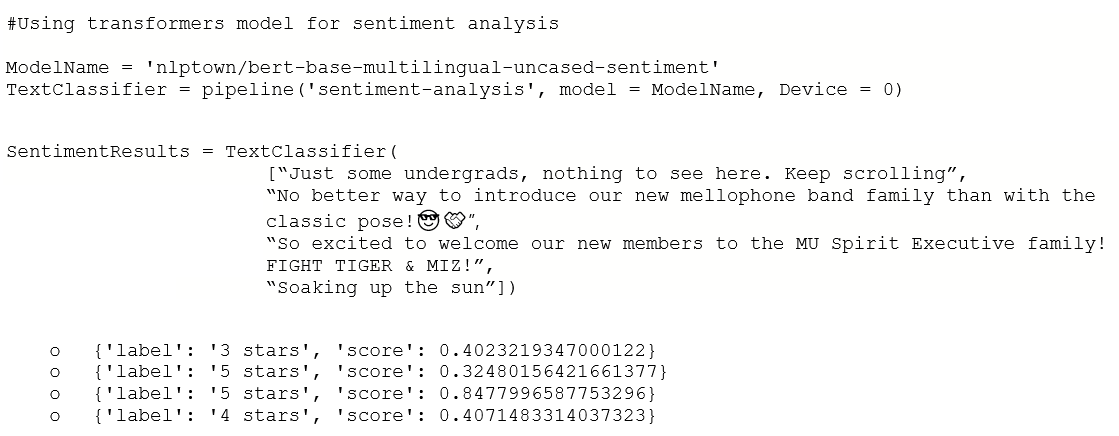 #Using transformers model for sentiment analysis
ModelName = 'nlptown/bert-base-multilingual-uncased-sentiment'
TextClassifier = pipeline('sentiment-analysis', model = ModelName, Device = 0)
SentimentResults = TextClassifier(
[“Just some undergrads, nothing to see here. Keep scrolling”,
“No better way to introduce our new mellophone band family than with the
classic pose!😎🤝”,
“So excited to welcome our new members to the MU Spirit Executive family!
FIGHT TIGER & MIZ!”,
“Soaking up the sun”])
o {'label': '3 stars', 'score': 0.4023219347000122}
o {'label': '5 stars', 'score': 0.32480156421661377}
o {'label': '5 stars', 'score': 0.8477996587753296}
o {'label': '4 stars', 'score': 0.4071483314037323}